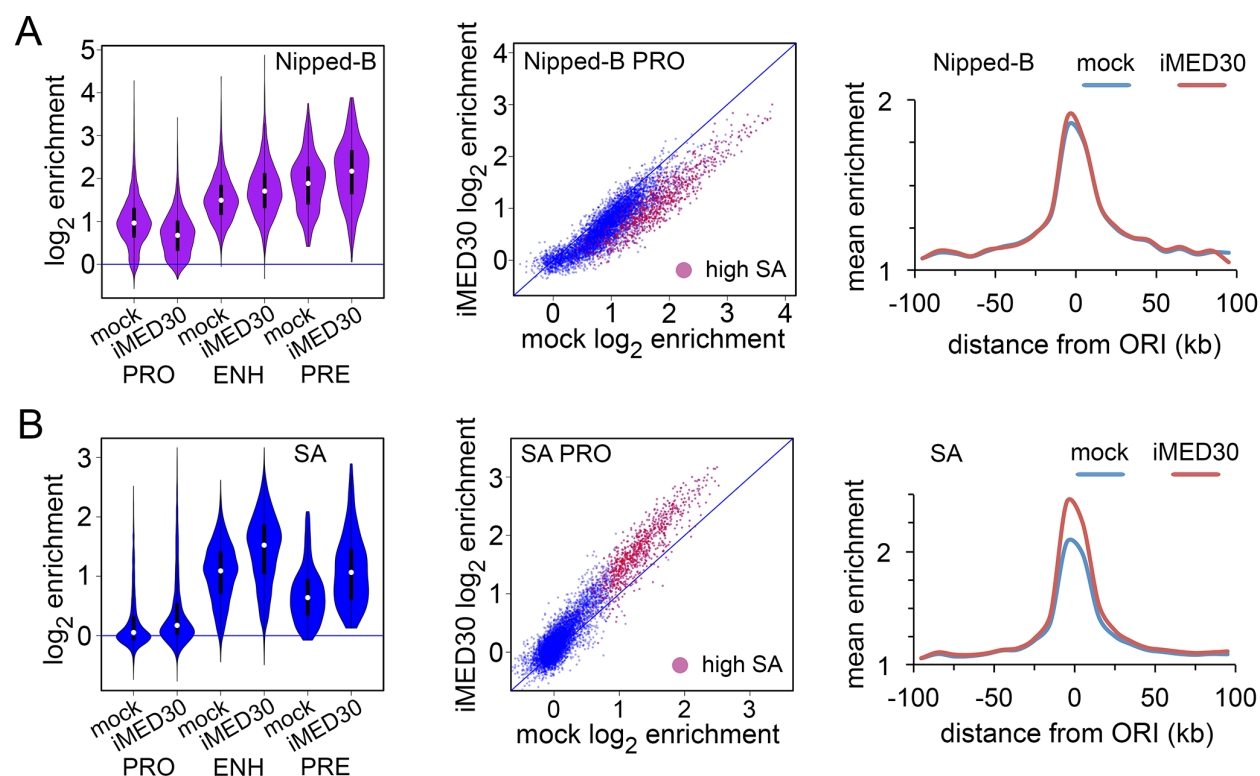 A
log2 enrichment
5
4
3
2
1
0
Nipped-B
mock
iMED30
mock
iMED30
mock
iMED30
PRO
ENH
PRE
iMED30 log2 enrichment
4
3
2
1
0
Nipped-B PRO
high SA
0
1
2
3
4
mock log2 enrichment
Nipped-B
mock
iMED30
mean enrichment
2
1
-100
-50
0
50
100
distance from ORI (kb)
B
log2 enrichment
3
2
1
0
SA
mock
iMED30
mock
iMED30
mock
iMED30
PRO
ENH
PRE
iMED30 log2 enrichment
3
2
1
0
SA PRO
high SA
0
1
2
3
mock log2 enrichment
SA
mock
iMED30
mean enrichment
2
1
-100
-50
0
50
100
distance from ORI (kb)